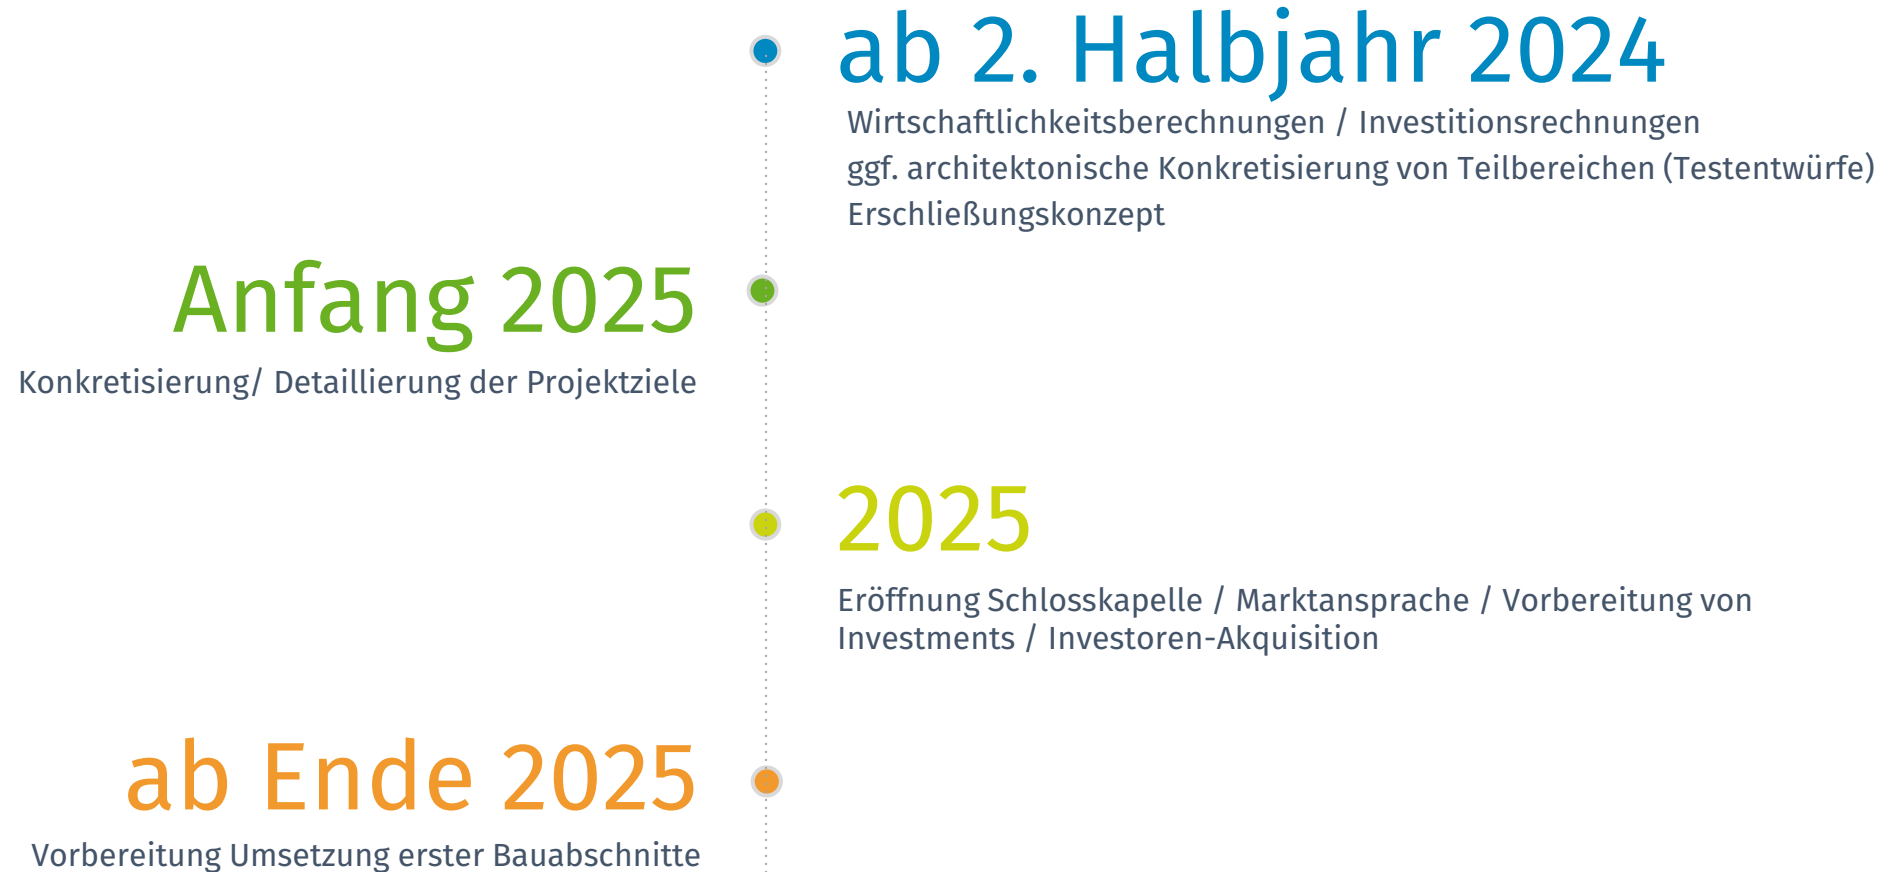 ab 2. Halbjahr 2024
Wirtschaftlichkeitsberechnungen / Investitionsrechnungen
ggf. architektonische Konkretisierung von Teilbereichen (Testentwürfe)
Erschließungskonzept
Anfang 2025
Konkretisierung/ Detaillierung der Projektziele
2025
Eröffnung Schlosskapelle / Marktansprache / Vorbereitung von
Investments / Investoren-Akquisition
ab Ende 2025
Vorbereitung Umsetzung erster Bauabschnitte